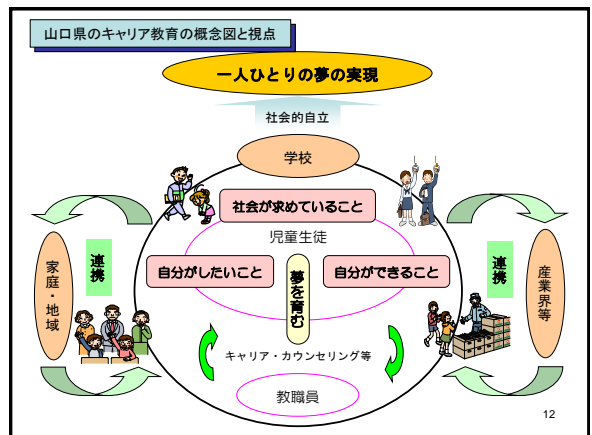 山口県のキャリア教育の概念図と視点
一人ひとりの夢の実現
社会的自立
学校
社会が求めていること
児童生徒
自分がしたいこと
自分ができること
夢を育む
連携
連携
家庭・地域
産業界等
キャリア・カウンセリング等
教職員
12